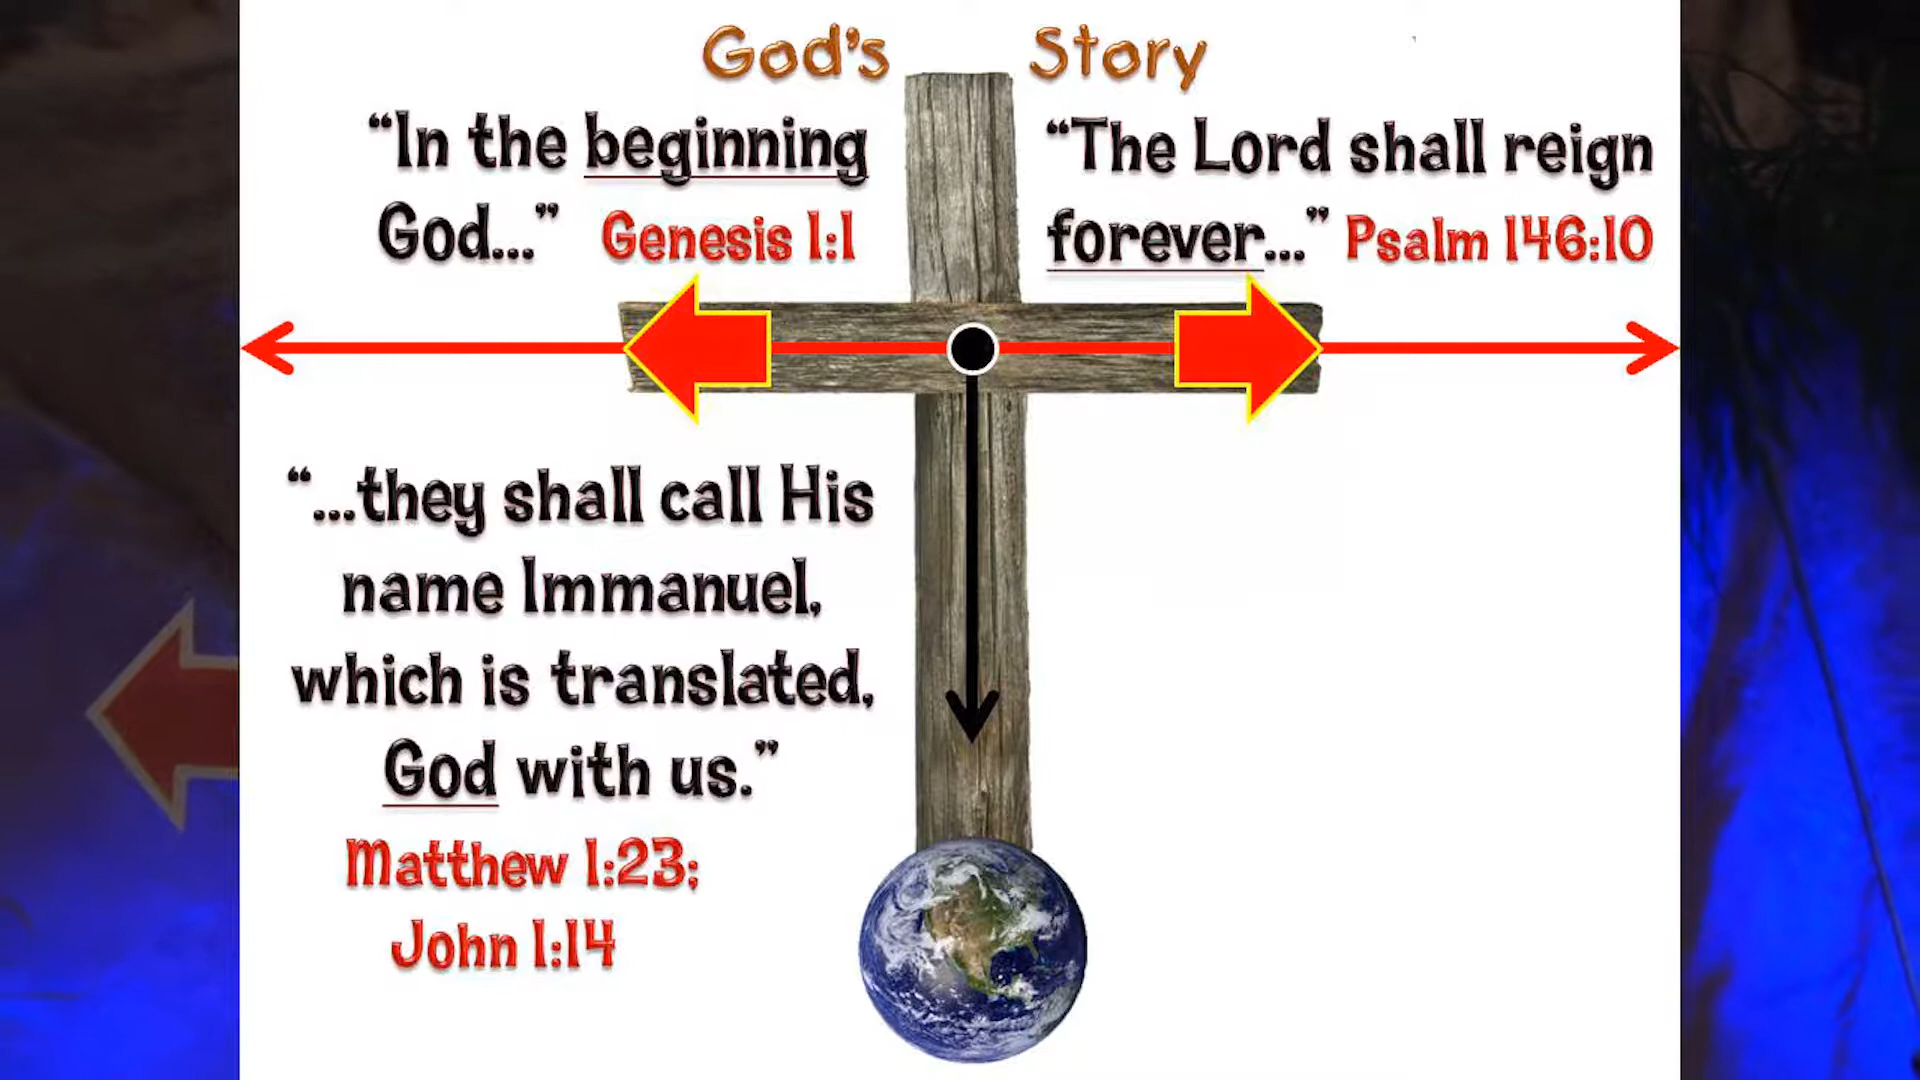 God's Story
“In the beginning
God...” Genesis 1:1
“The Lord shall reign
forever...” Psalm 146:10
“...they shall call His
name Immanuel,
which is translated,
God with us.”
Matthew 1:23;
John 1:14